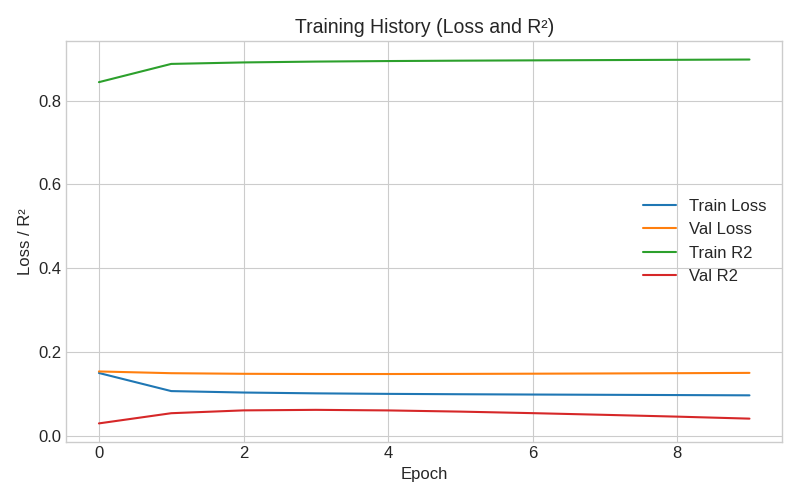 Training History (Loss and R²)
Loss / R²
0.8
0.6
0.4
0.2
0.0
Train Loss
Val Loss
Train R2
Val R2
0 2 4 6 8
Epoch